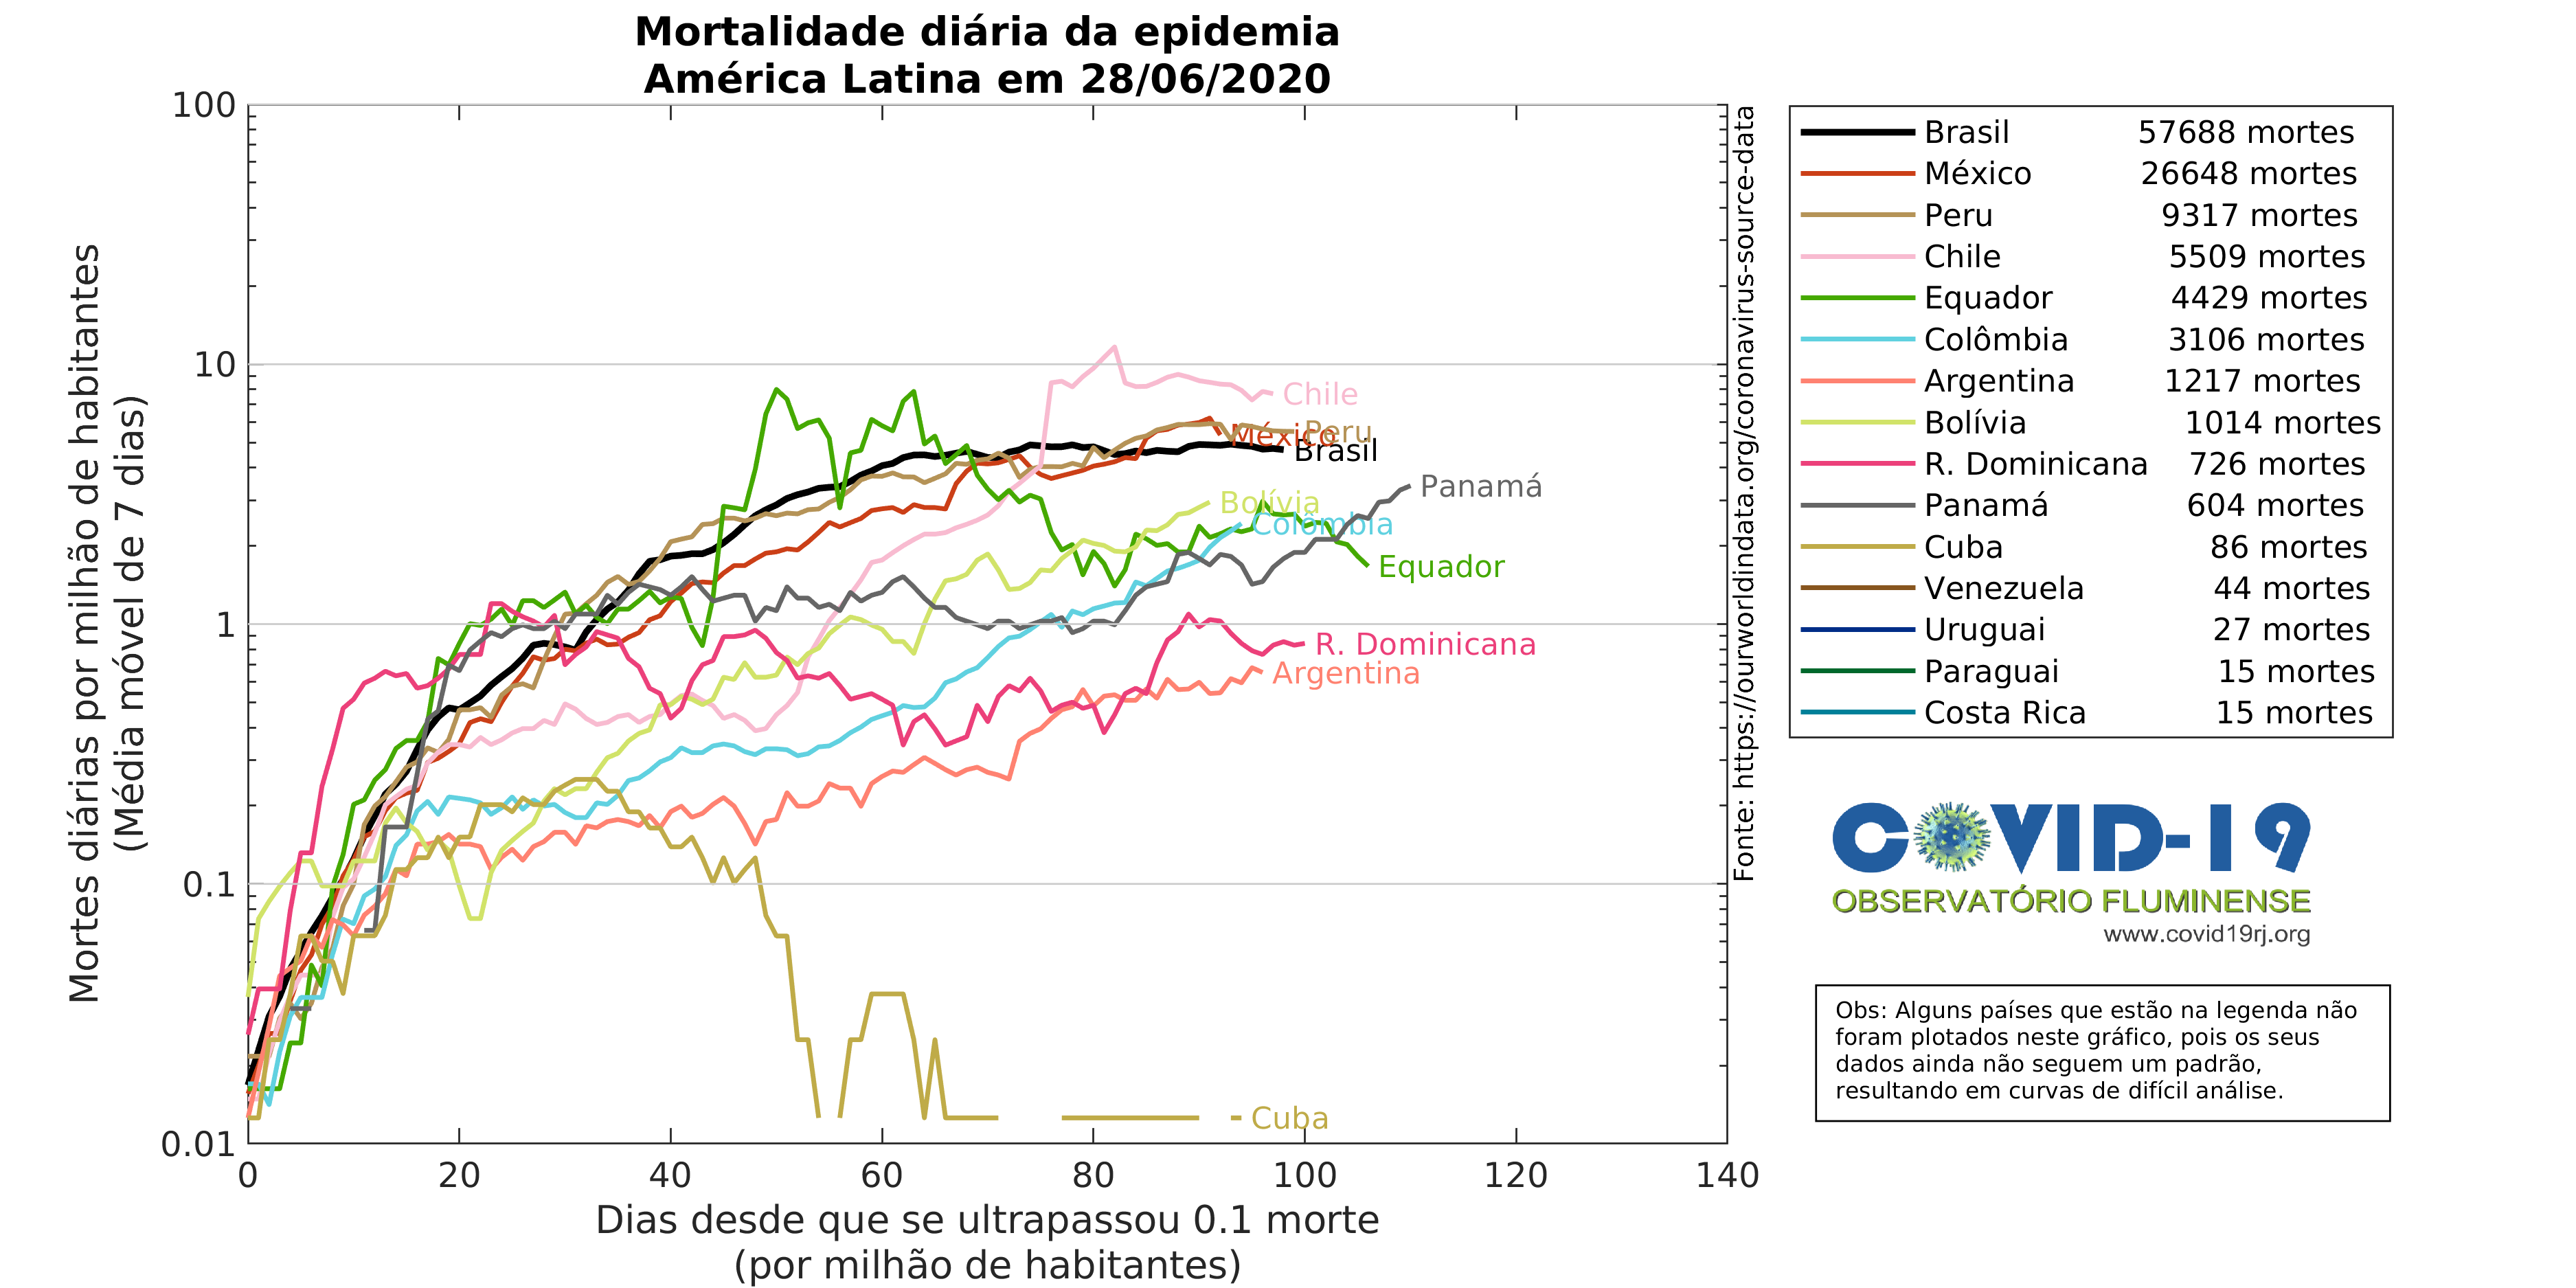 Mortalidade diária da epidemia
América Latina em 28/06/2020
Mortes diárias por milhão de habitantes
(Média móvel de 7 dias)
100
10
1
0.1
0.01
0 20 40 60 80 100 120 140
Dias desde que se ultrapassou 0.1 morte
(por milhão de habitantes)
Chile
México
Peru
Brasil
Panamá
Bolívia
Colômbia
Equador
R. Dominicana
Argentina
Cuba
Fonte: https://ourworldindata.org/coronavirus-source-data
Brasil 57688 mortes
México 26648 mortes
Peru 9317 mortes
Chile 5509 mortes
Equador 4429 mortes
Colômbia 3106 mortes
Argentina 1217 mortes
Bolívia 1014 mortes
R. Dominicana 726 mortes
Panamá 604 mortes
Cuba 86 mortes
Venezuela 44 mortes
Uruguai 27 mortes
Paraguai 15 mortes
Costa Rica 15 mortes
COVID-19
OBSERVATÓRIO FLUMINENSE
www.covid19rj.org
Obs: Alguns países que estão na legenda não
foram plotados neste gráfico, pois os seus
dados ainda não seguem um padrão,
resultando em curvas de difícil análise.